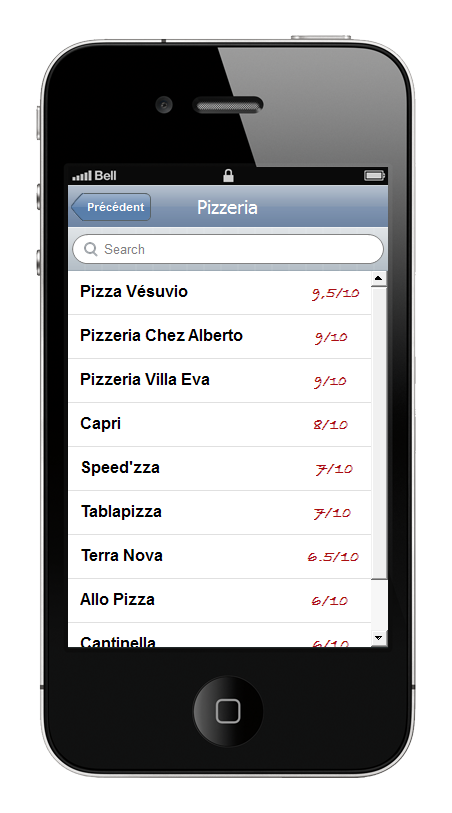 Bell
Précédent Pizzeria
Search
Pizza Vésuvio 9,5/10
Pizzeria Chez Alberto 9/10
Pizzeria Villa Eva 9/10
Capri 8/10
Speed'zza 7/10
Tablapizza 7/10
Terra Nova 6.5/10
Allo Pizza 6/10
Cantinella 6/10